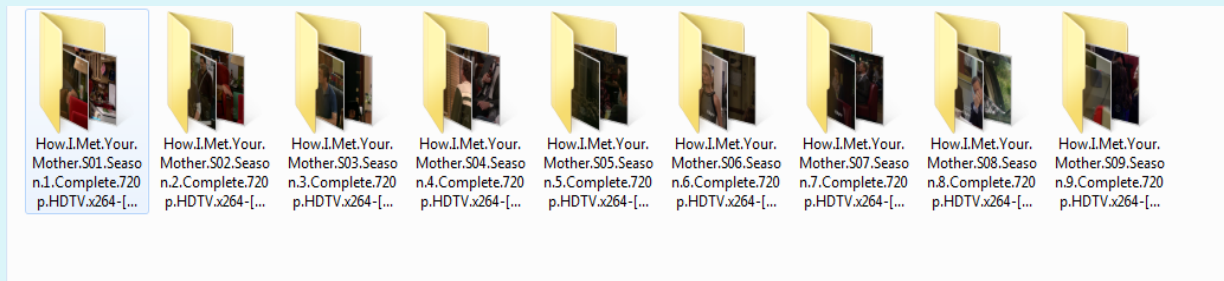 How.I.Met.Your.
Mother.S01.Seaso
n.1.Complete.720
p.HDTV.x264-[...
How.I.Met.Your.
Mother.S02.Seaso
n.2.Complete.720
p.HDTV.x264-[...
How.I.Met.Your.
Mother.S03.Seaso
n.3.Complete.720
p.HDTV.x264-[...
How.I.Met.Your.
Mother.S04.Seaso
n.4.Complete.720
p.HDTV.x264-[...
How.I.Met.Your.
Mother.S05.Seaso
n.5.Complete.720
p.HDTV.x264-[...
How.I.Met.Your.
Mother.S06.Seaso
n.6.Complete.720
p.HDTV.x264-[...
How.I.Met.Your.
Mother.S07.Seaso
n.7.Complete.720
p.HDTV.x264-[...
How.I.Met.Your.
Mother.S08.Seaso
n.8.Complete.720
p.HDTV.x264-[...
How.I.Met.Your.
Mother.S09.Seaso
n.9.Complete.720
p.HDTV.x264-[...